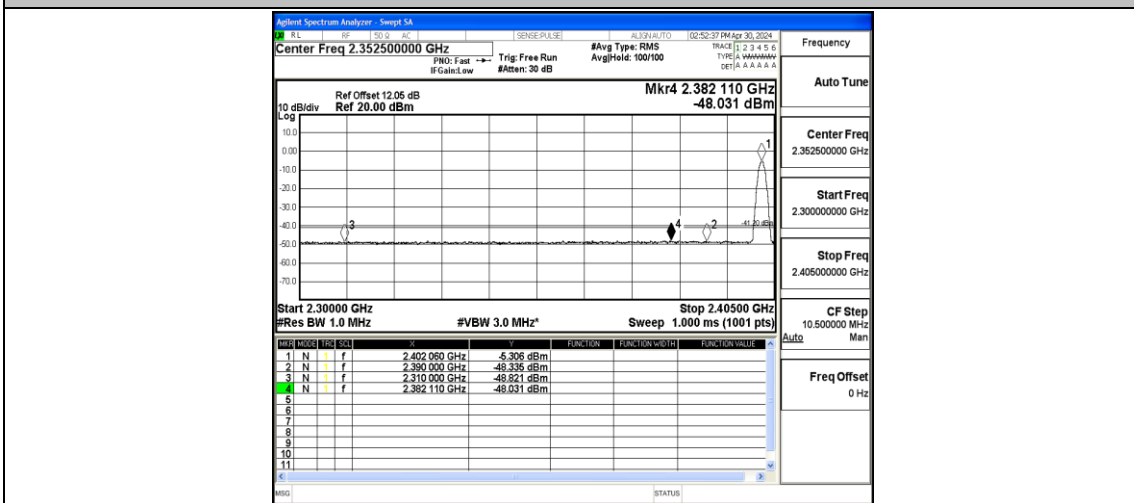 Agilent Spectrum Analyzer - Swept SA
RL RF 50 Ω AC SENSE:PULSE ALIGN AUTO 02:52:37 PM Apr 30, 2024
Center Freq 2.352500000 GHz
PNO: Fast
IFGain:Low
Trig: Free Run
#Atten: 30 dB
#Avg Type: RMS
Avg|Hold: 100/100
TRACE 1 2 3 4 5 6
TYPE A WWWWW
DET A A A A A A
Frequency
Auto Tune
Center Freq
2.352500000 GHz
Start Freq
2.300000000 GHz
Stop Freq
2.405000000 GHz
CF Step
10.500000 MHz
Auto Man
Freq Offset
0 Hz
Mkr4 2.382 110 GHz
-48.031 dBm
Ref Offset 12.05 dB
10 dB/div Ref 20.00 dBm
Log
10.0
0.00
-10.0
-20.0
-30.0
-40.0
-50.0
-60.0
-70.0
1
3
4
2
-41.20 dBm
Start 2.30000 GHz Stop 2.40500 GHz
#Res BW 1.0 MHz #VBW 3.0 MHz* Sweep 1.000 ms (1001 pts)
MKR MODE TRC SCL X Y FUNCTION FUNCTION WIDTH FUNCTION VALUE
1 N 1 f 2.402 060 GHz -5.306 dBm
2 N 1 f 2.390 000 GHz -48.335 dBm
3 N 1 f 2.310 000 GHz -48.821 dBm
4 N 1 f 2.382 110 GHz -48.031 dBm
5
6
7
8
9
10
11
MSG STATUS